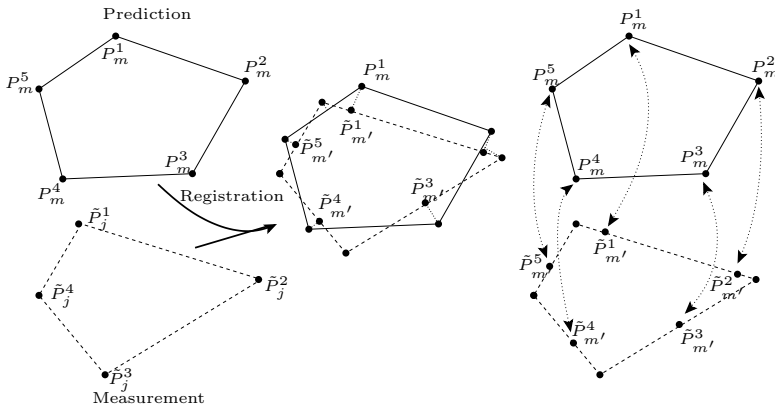 Prediction
P_m^1
P_m^2
P_m^5
P_m^3
P_m^4
Registration
P̃_j^1
P̃_j^4
P̃_j^2
P̃_j^3
Measurement
P_m^1
P̃_{m'}^1
P̃_{m'}^5
P̃_{m'}^3
P̃_{m'}^4
P_m^1
P_m^2
P_m^5
P_m^3
P_m^4
P̃_{m'}^1
P̃_{m'}^5
P̃_{m'}^2
P̃_{m'}^4
P̃_{m'}^3